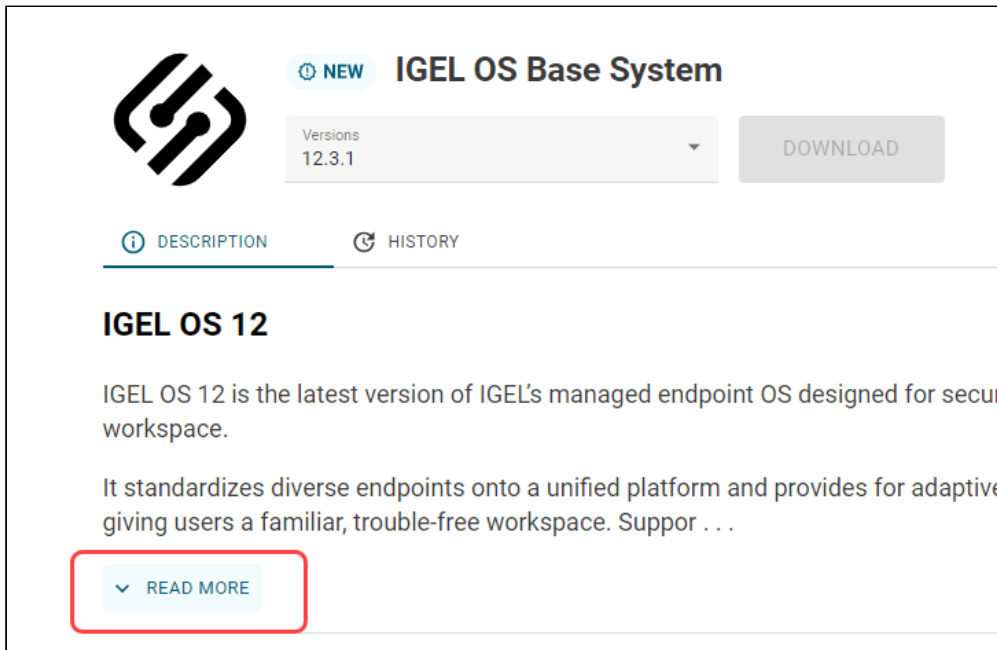 NEW IGEL OS Base System
Versions
12.3.1
DOWNLOAD
DESCRIPTION HISTORY
IGEL OS 12
IGEL OS 12 is the latest version of IGEL's managed endpoint OS designed for secu
workspace.
It standardizes diverse endpoints onto a unified platform and provides for adaptive
giving users a familiar, trouble-free workspace. Suppor . . .
READ MORE